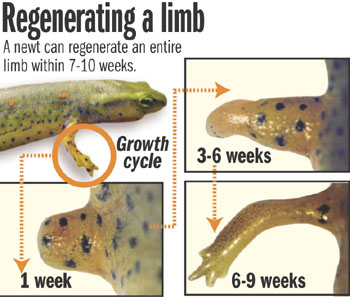 Regenerating a limb
A newt can regenerate an entire
limb within 7-10 weeks.
Growth
cycle
1 week
3-6 weeks
6-9 weeks